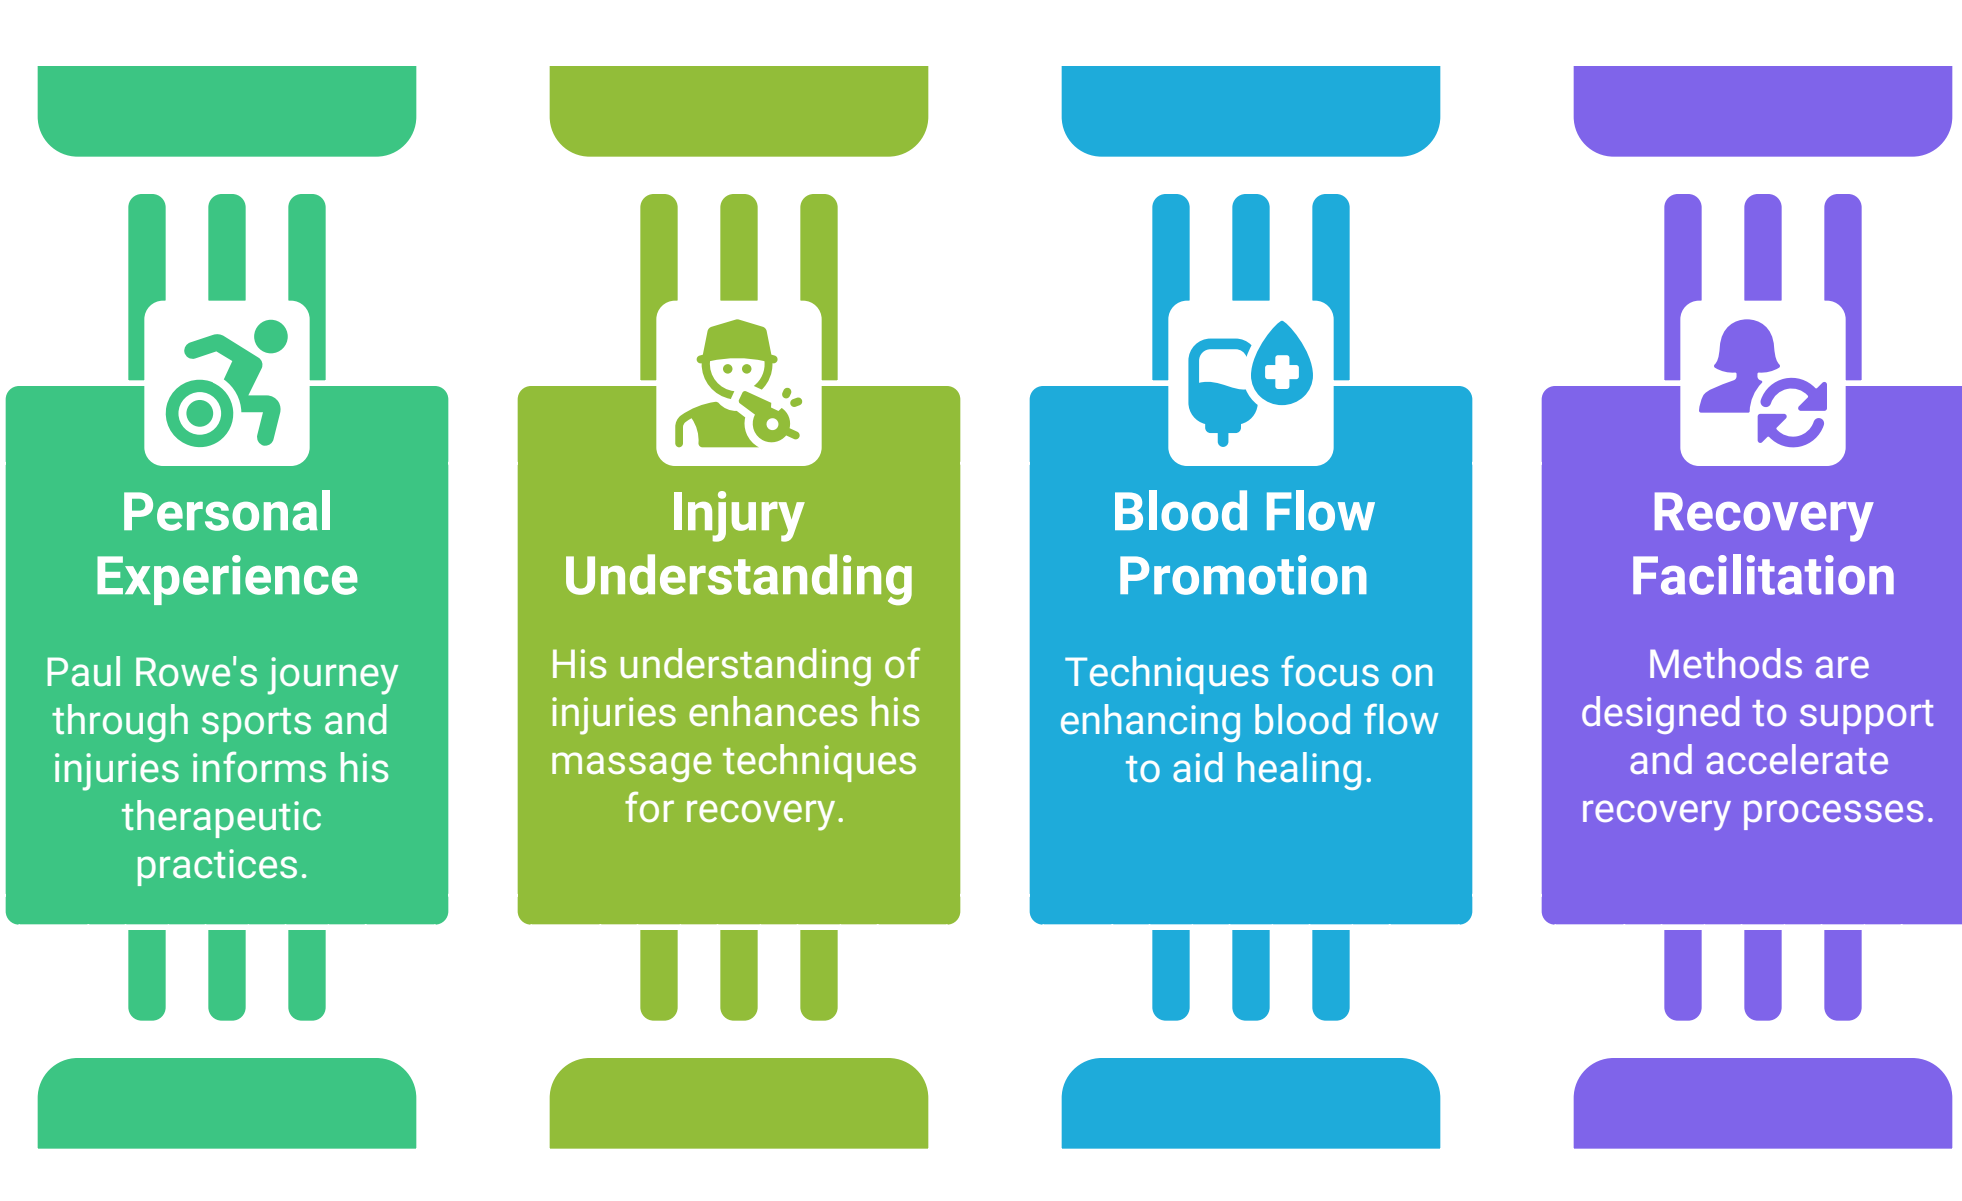 Personal
Experience
Paul Rowe's journey
through sports and
injuries informs his
therapeutic
practices.
Injury
Understanding
His understanding of
injuries enhances his
massage techniques
for recovery.
Blood Flow
Promotion
Techniques focus on
enhancing blood flow
to aid healing.
Recovery
Facilitation
Methods are
designed to support
and accelerate
recovery processes.